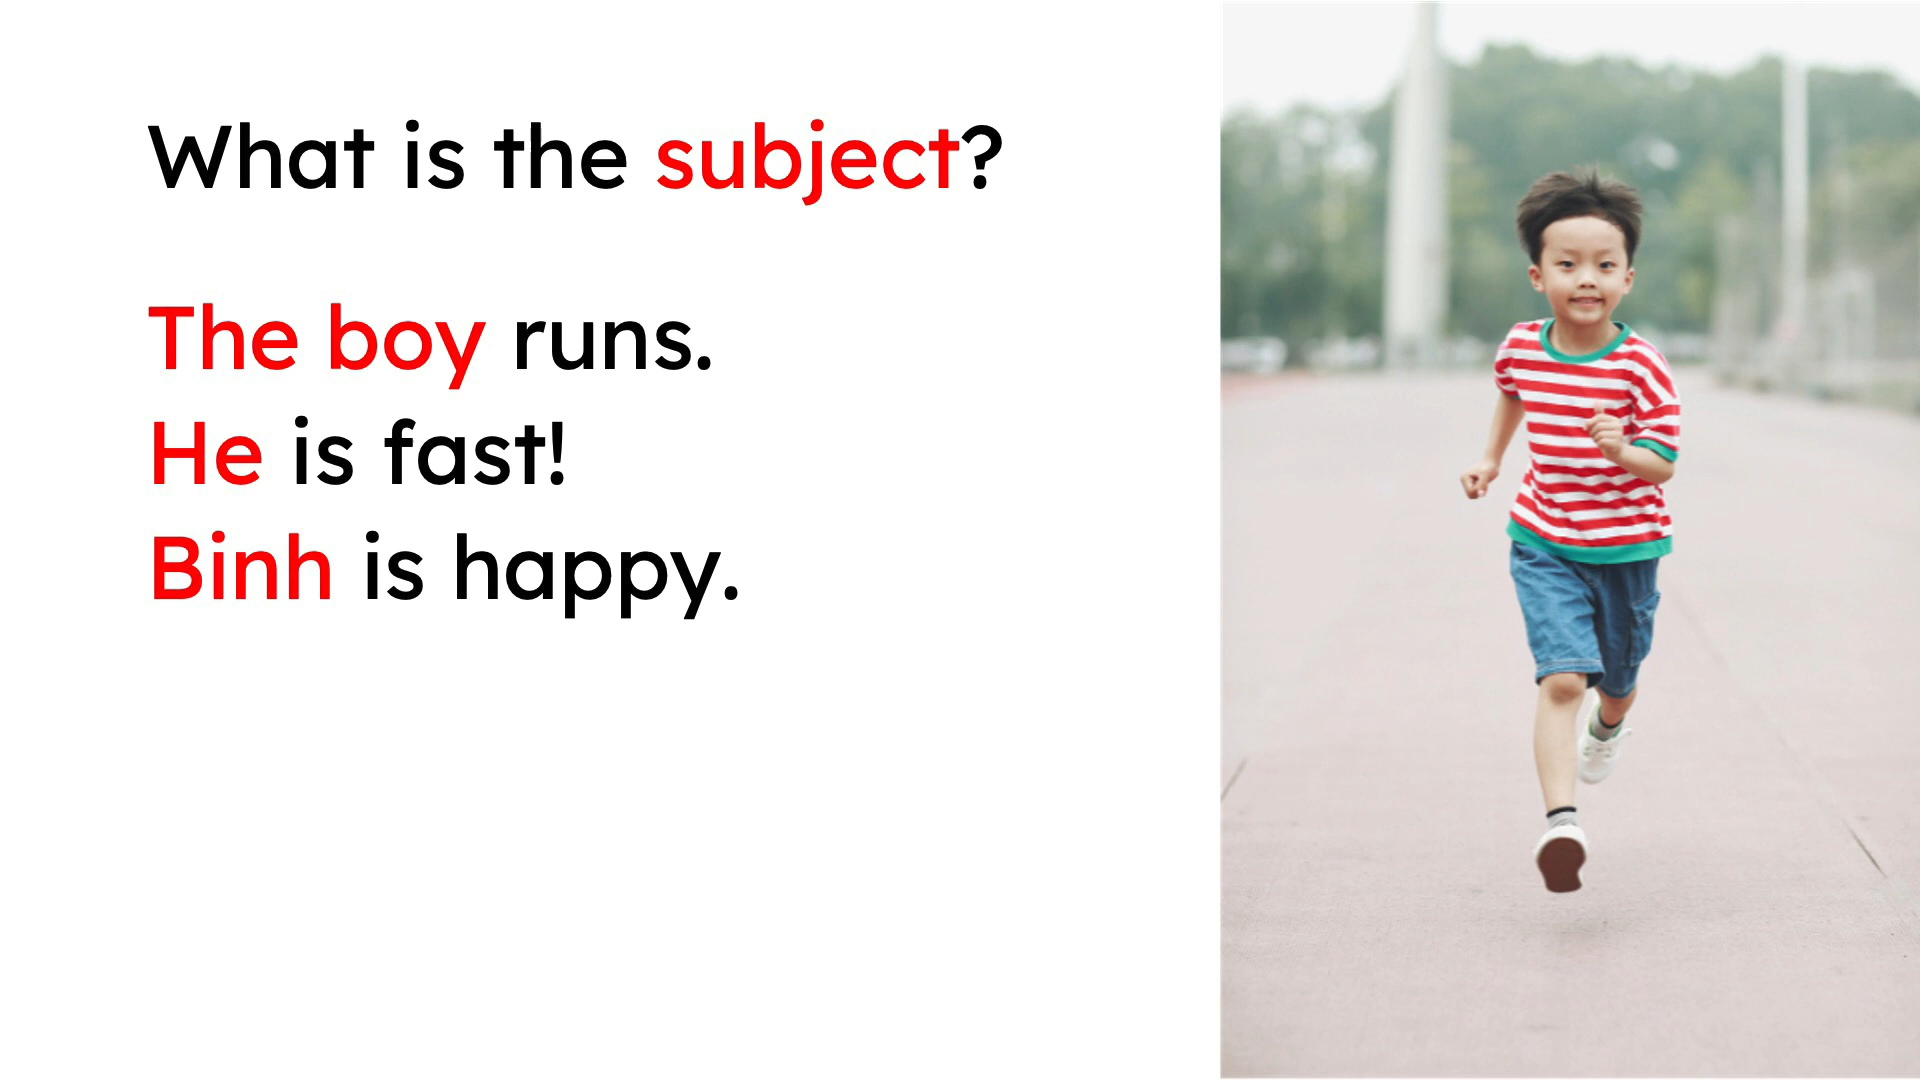 What is the subject?
The boy runs.
He is fast!
Binh is happy.